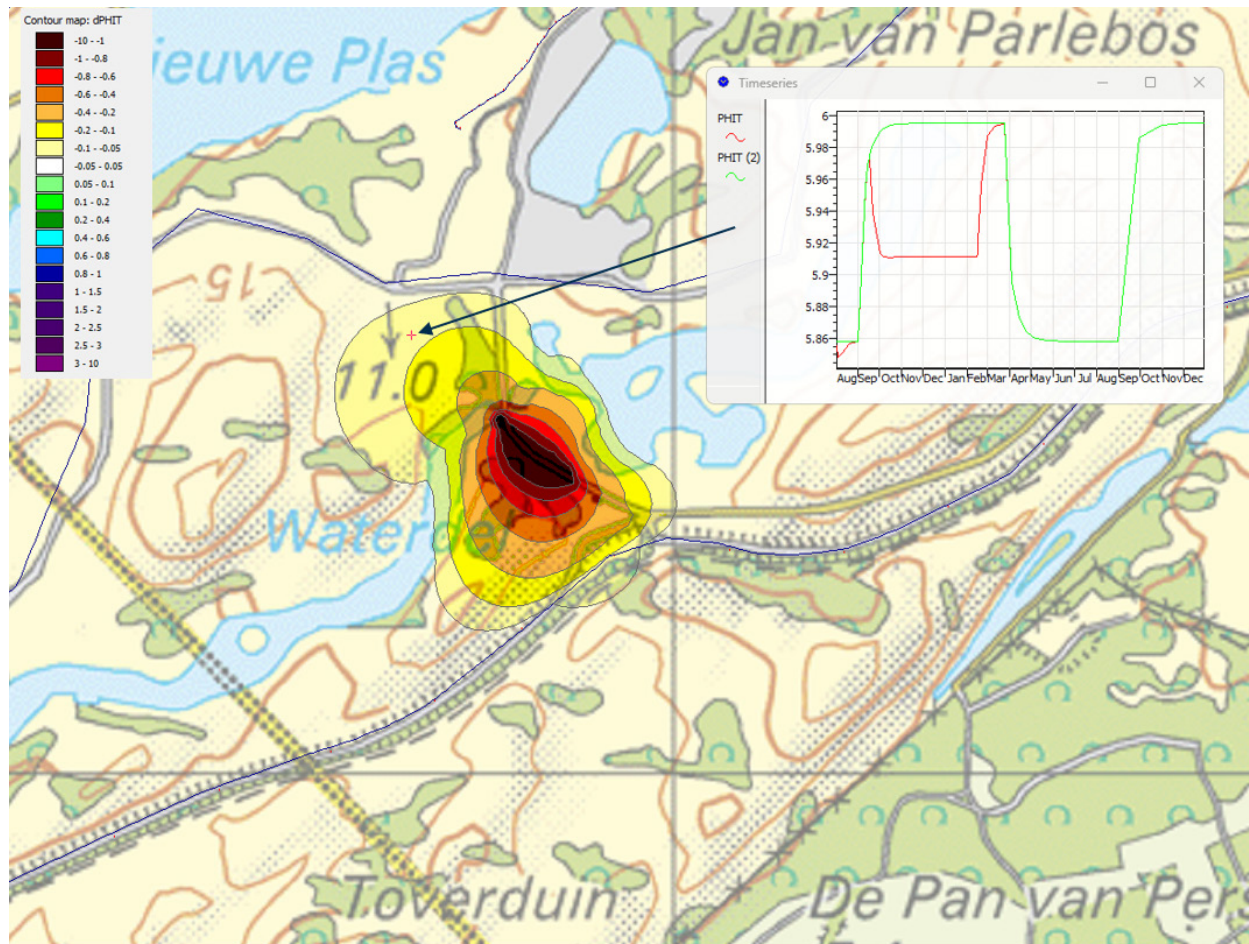 Contour map: dPHIT
-10 - -1
-1 - -0.8
-0.8 - -0.6
-0.6 - -0.4
-0.4 - -0.2
-0.2 - -0.1
-0.1 - -0.05
-0.05 - 0.05
0.05 - 0.1
0.1 - 0.2
0.2 - 0.4
0.4 - 0.6
0.6 - 0.8
0.8 - 1
1 - 1.5
1.5 - 2
2 - 2.5
2.5 - 3
3 - 10
ieuwe Plas
Jan van Parlebos
Timeseries
PHIT
PHIT (2)
6
5.98
5.96
5.94
5.92
5.9
5.88
5.86
Aug Sep Oct Nov Dec Jan Feb Mar Apr May Jun Jul Aug Sep Oct Nov Dec
15
11.0
Toverduin
De Pan van Pers